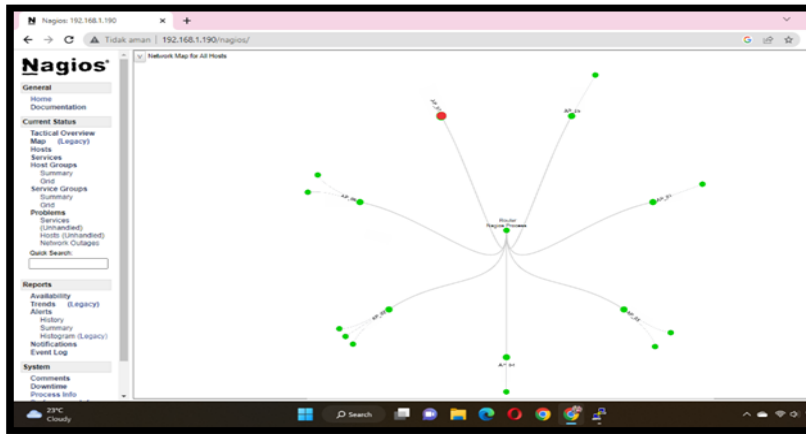 Nagios: 192.168.1.190
Tidak aman | 192.168.1.190/nagios/
Nagios®
General
Home
Documentation
Current Status
Tactical Overview
Map (Legacy)
Hosts
Services
Host Groups
Summary
Grid
Service Groups
Summary
Grid
Problems
Services
(Unhandled)
Hosts (Unhandled)
Network Outages
Quick Search:
Reports
Availability
Trends (Legacy)
Alerts
History
Summary
Histogram (Legacy)
Notifications
Event Log
System
Comments
Downtime
Process Info
Network Map for All Hosts
Router
Nagios Process
23°C
Cloudy
Search